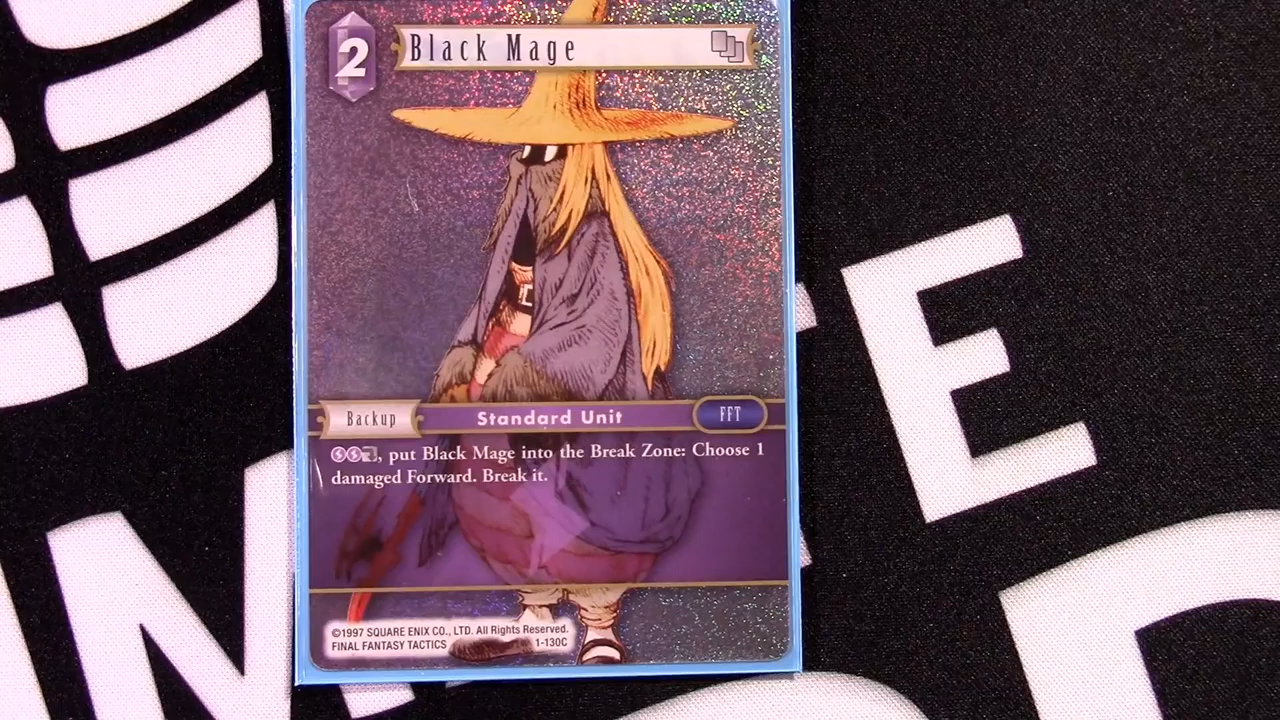 2
Black Mage
Backup
Standard Unit
FFT
, put Black Mage into the Break Zone: Choose 1
damaged Forward. Break it.
©1997 SQUARE ENIX CO., LTD. All Rights Reserved.
FINAL FANTASY TACTICS
1-130C